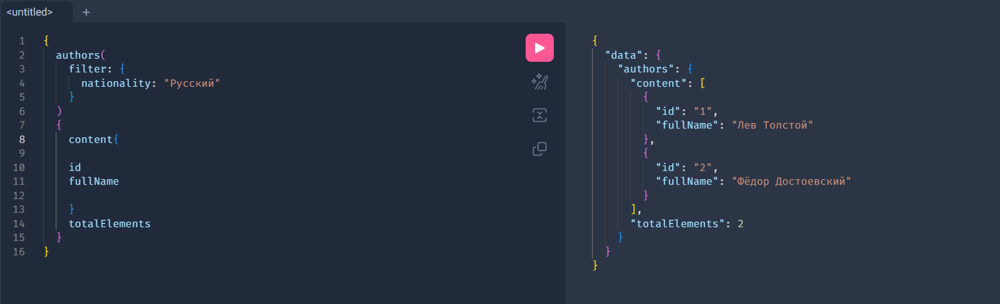 <untitled> +
1 {
2 authors(
3 filter: {
4 nationality: "Русский"
5 }
6 )
7 {
8 content{
9
10 id
11 fullName
12
13 }
14 totalElements
15 }
16 }
{
"data": {
"authors": {
"content": [
{
"id": "1",
"fullName": "Лев Толстой"
},
{
"id": "2",
"fullName": "Фёдор Достоевский"
}
],
"totalElements": 2
}
}
}